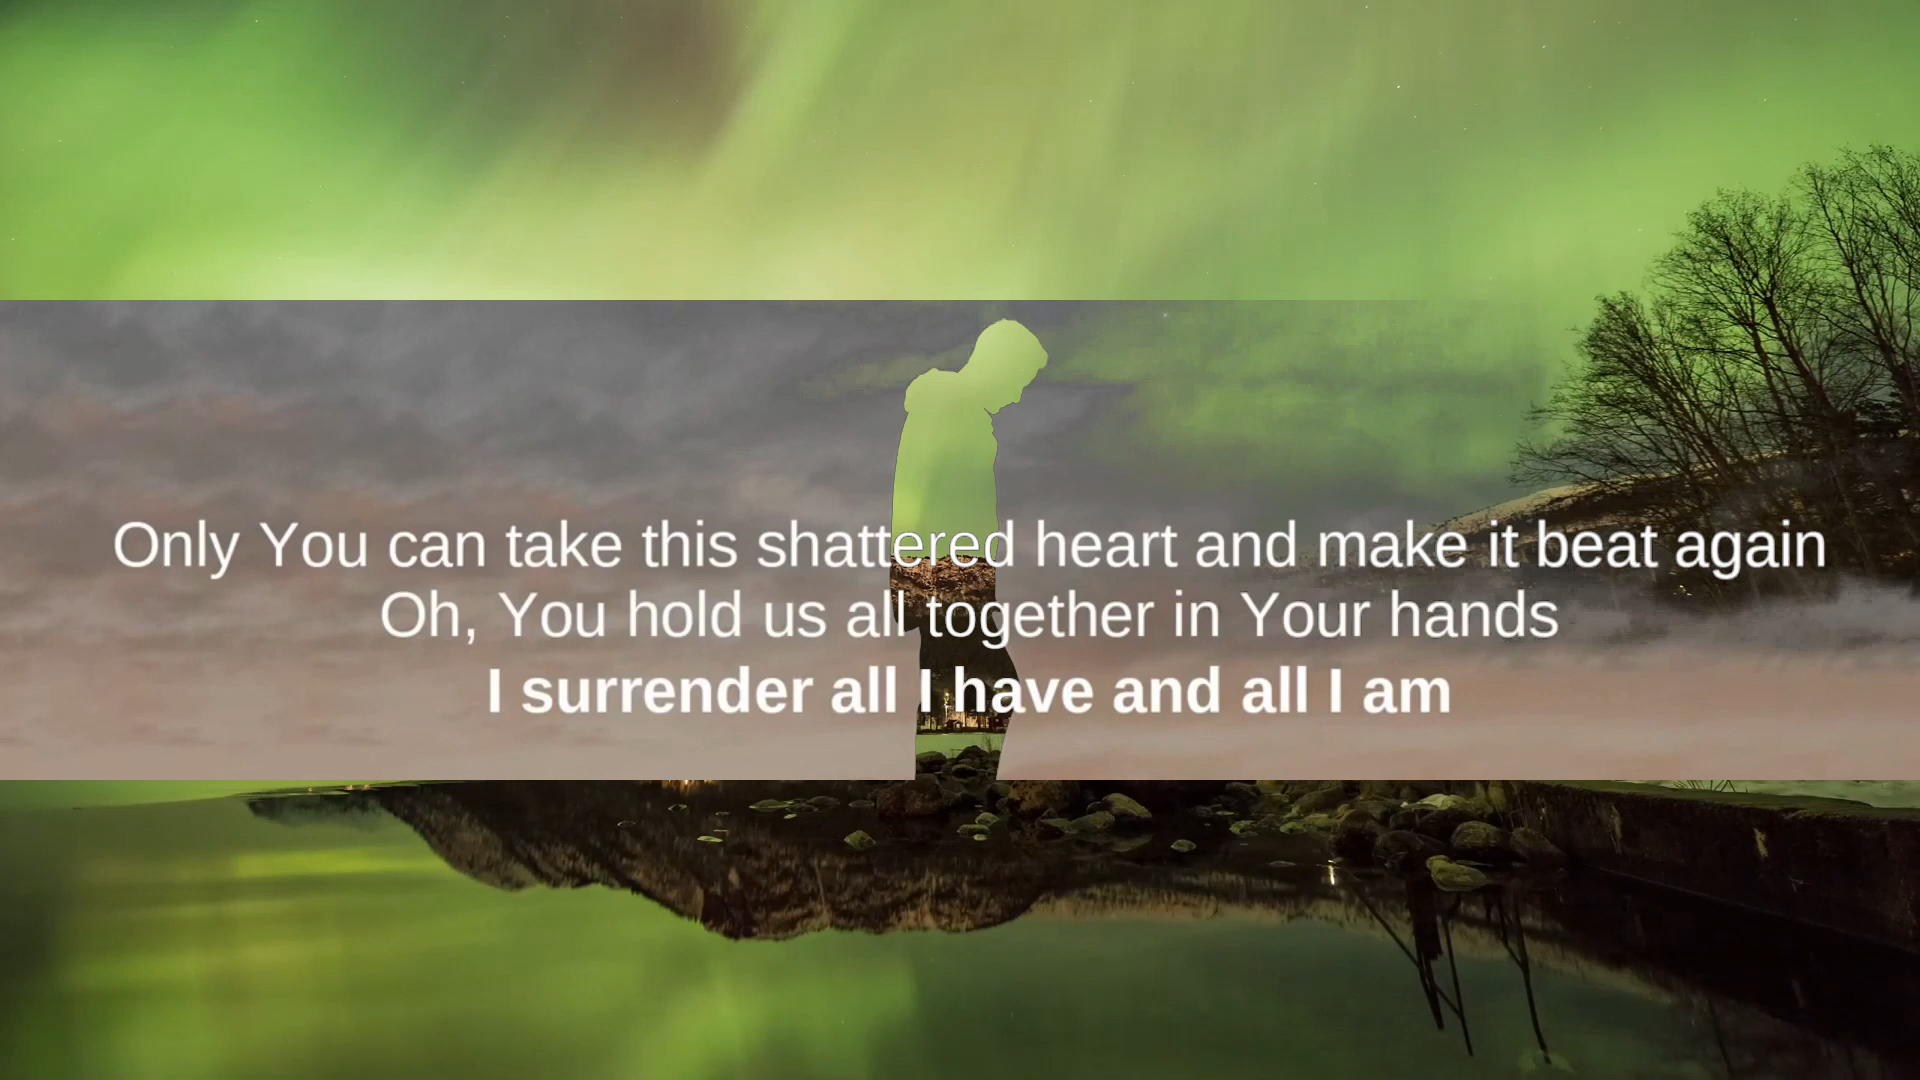 Only You can take this shattered heart and make it beat again
Oh, You hold us all together in Your hands
I surrender all I have and all I am